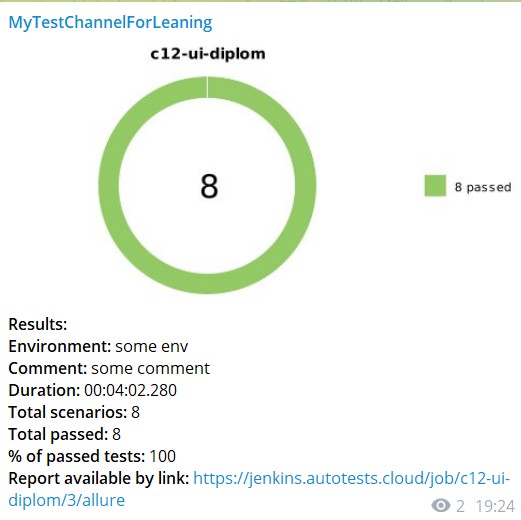 MyTestChannelForLeaning
c12-ui-diplom
8
8 passed
Results:
Environment: some env
Comment: some comment
Duration: 00:04:02.280
Total scenarios: 8
Total passed: 8
% of passed tests: 100
Report available by link: https://jenkins.autotests.cloud/job/c12-ui-
diplom/3/allure
2 19:24